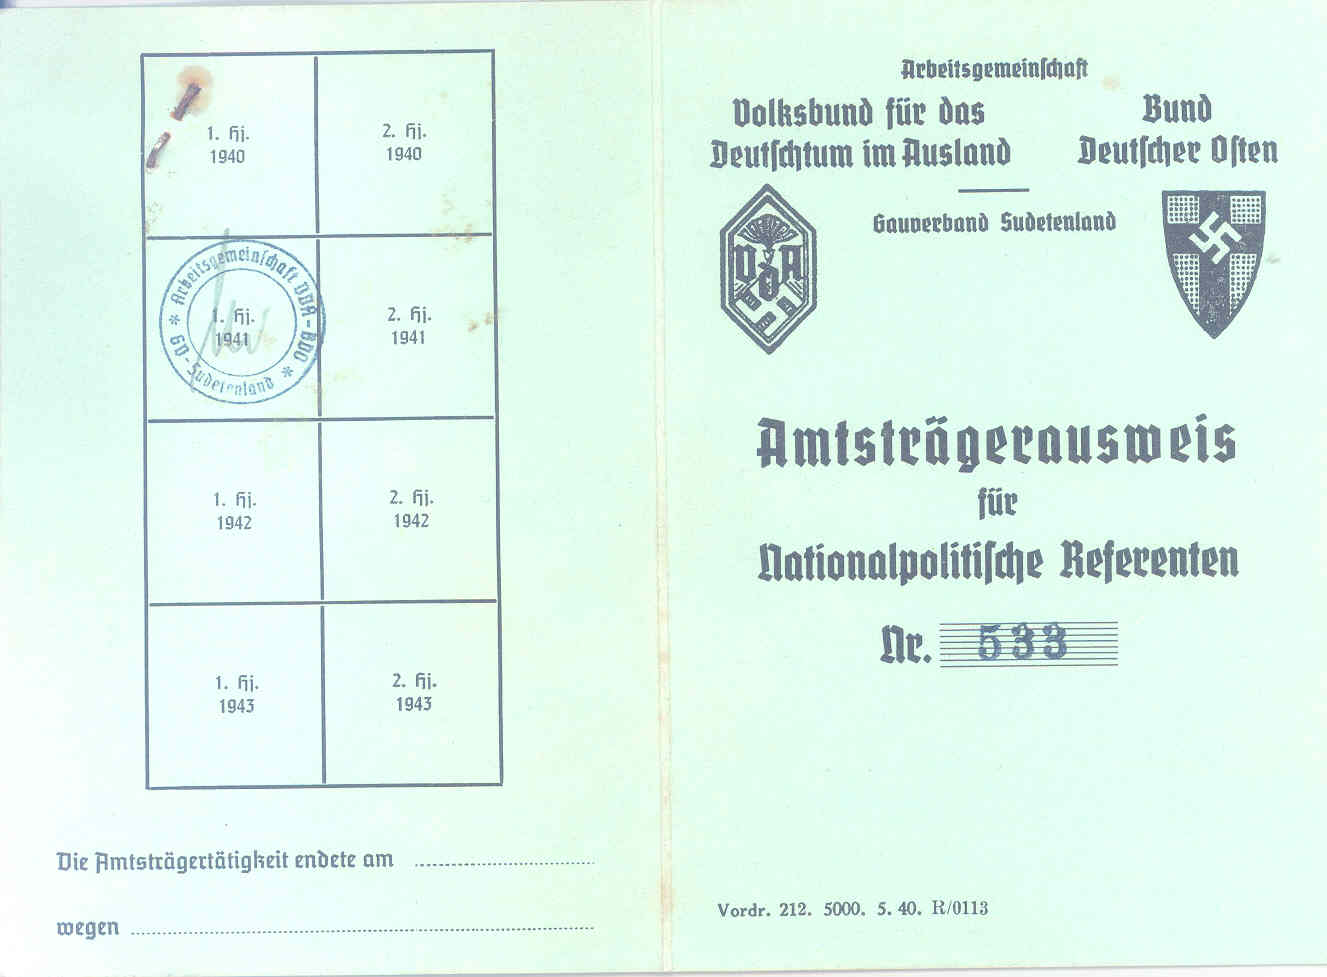 1. Hj.
1940
2. Hj.
1940
Arbeitsgemeinschaft VDA-BDO
* GV-Sudetenland *
1. Hj.
1941
2. Hj.
1941
1. Hj.
1942
2. Hj.
1942
1. Hj.
1943
2. Hj.
1943
Die Amtsträgertätigkeit endete am
wegen
Arbeitsgemeinschaft
Volksbund für das
Deutschtum im Ausland
Bund
Deutscher Osten
Gauverband Sudetenland
VdA
Amtsträgerausweis
für
Nationalpolitische Referenten
Nr. 533
Vordr. 212. 5000. 5. 40. R/0113